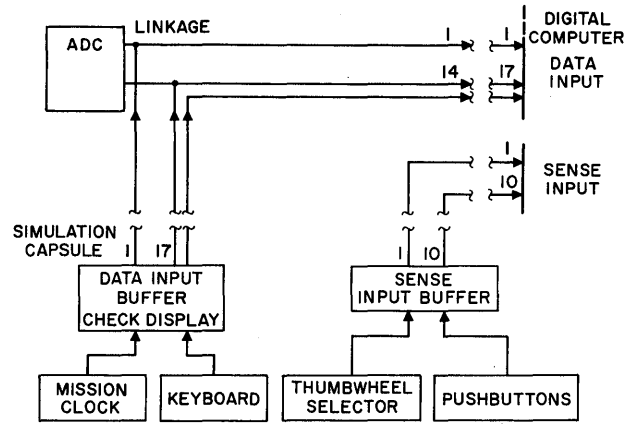 LINKAGE
ADC
1
1
DIGITAL
COMPUTER
DATA
INPUT
14
17
1
10
SENSE
INPUT
SIMULATION
CAPSULE
1
17
1
10
DATA INPUT
BUFFER
CHECK DISPLAY
SENSE
INPUT BUFFER
MISSION
CLOCK
KEYBOARD
THUMBWHEEL
SELECTOR
PUSHBUTTONS